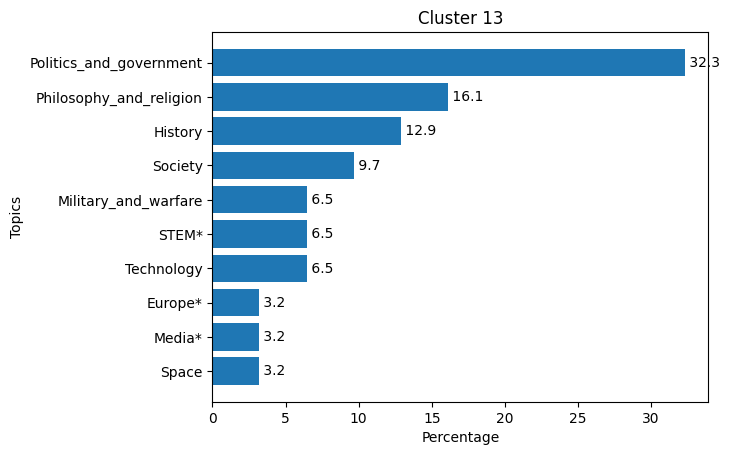 Cluster 13
Politics_and_government 32.3
Philosophy_and_religion 16.1
History 12.9
Society 9.7
Military_and_warfare 6.5
STEM* 6.5
Technology 6.5
Europe* 3.2
Media* 3.2
Space 3.2
Topics
0 5 10 15 20 25 30
Percentage